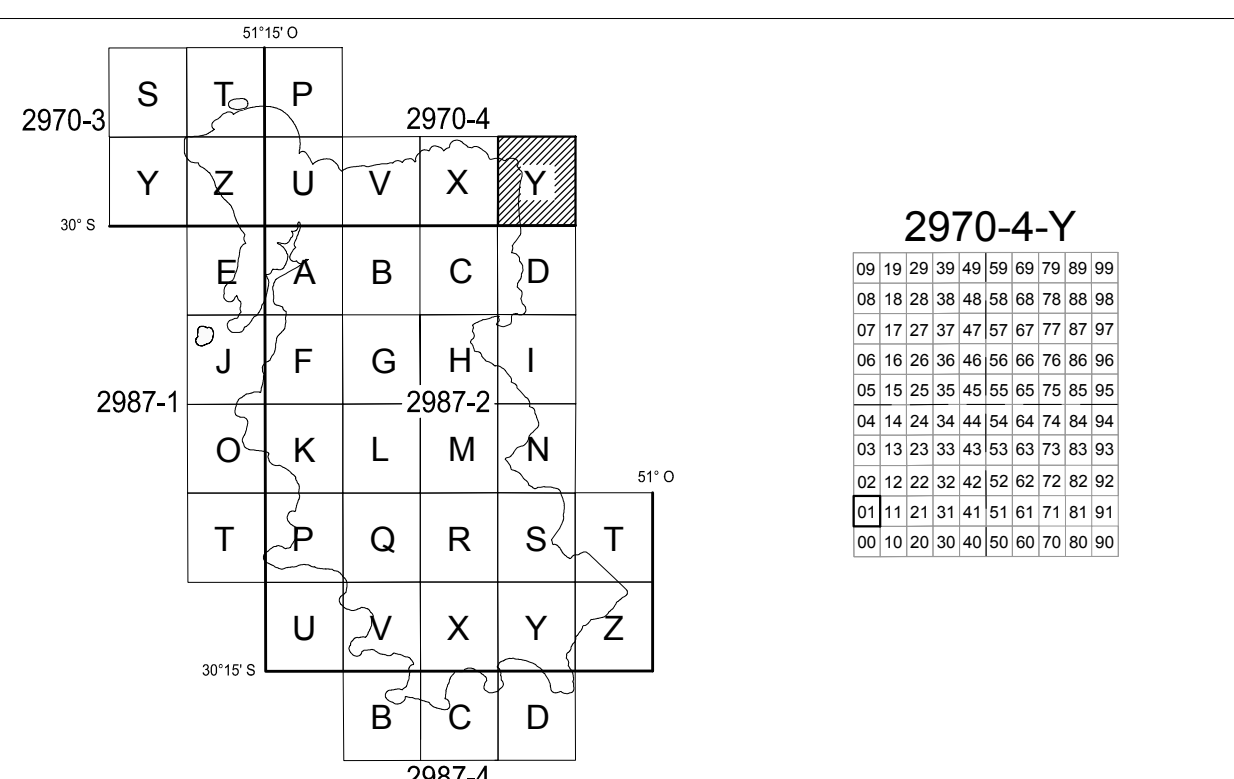 51°15' O
S T P
2970-3 2970-4
Y Z U V X Y
30° S
E A B C D
J F G H I
2987-1 2987-2
O K L M N
51° O
T P Q R S T
U V X Y Z
30°15' S
B C D
2987-4
2970-4-Y
09 19 29 39 49 59 69 79 89 99
08 18 28 38 48 58 68 78 88 98
07 17 27 37 47 57 67 77 87 97
06 16 26 36 46 56 66 76 86 96
05 15 25 35 45 55 65 75 85 95
04 14 24 34 44 54 64 74 84 94
03 13 23 33 43 53 63 73 83 93
02 12 22 32 42 52 62 72 82 92
01 11 21 31 41 51 61 71 81 91
00 10 20 30 40 50 60 70 80 90